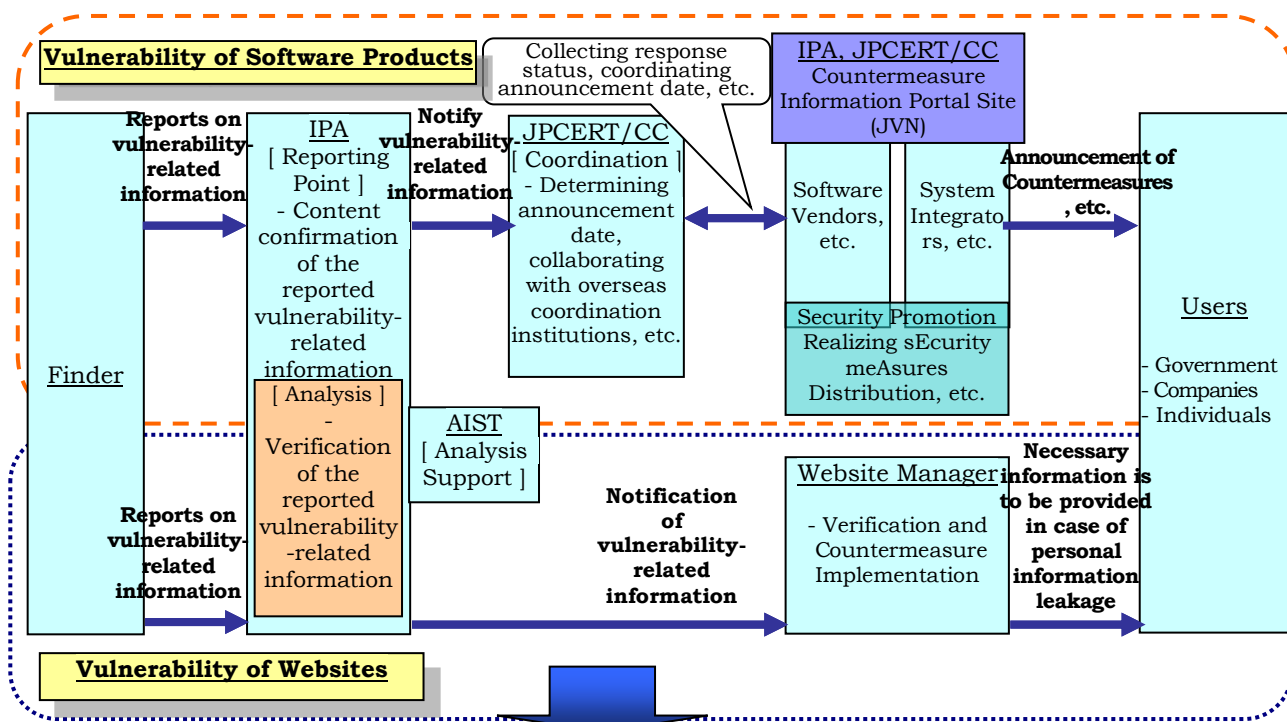 Vulnerability of Software Products
Collecting response
status, coordinating
announcement date, etc.
IPA, JPCERT/CC
Countermeasure
Information Portal Site
(JVN)
Finder
Reports on
vulnerability-
related
information
IPA
[ Reporting
Point ]
- Content
confirmation
of the
reported
vulnerability-
related
information
[ Analysis ]
-
Verification
of the
reported
vulnerability
-related
information
Notify
vulnerability-
related
information
JPCERT/CC
[ Coordination ]
- Determining
announcement
date,
collaborating
with overseas
coordination
institutions, etc.
AIST
[ Analysis
Support ]
Software
Vendors,
etc.
System
Integrato
rs, etc.
Security Promotion
Realizing sEcurity
meAsures
Distribution, etc.
Announcement of
Countermeasures
, etc.
Users
- Government
- Companies
- Individuals
Reports on
vulnerability-
related
information
Notification
of
vulnerability-
related
information
Website Manager
- Verification and
Countermeasure
Implementation
Necessary
information is
to be provided
in case of
personal
information
leakage
Vulnerability of Websites